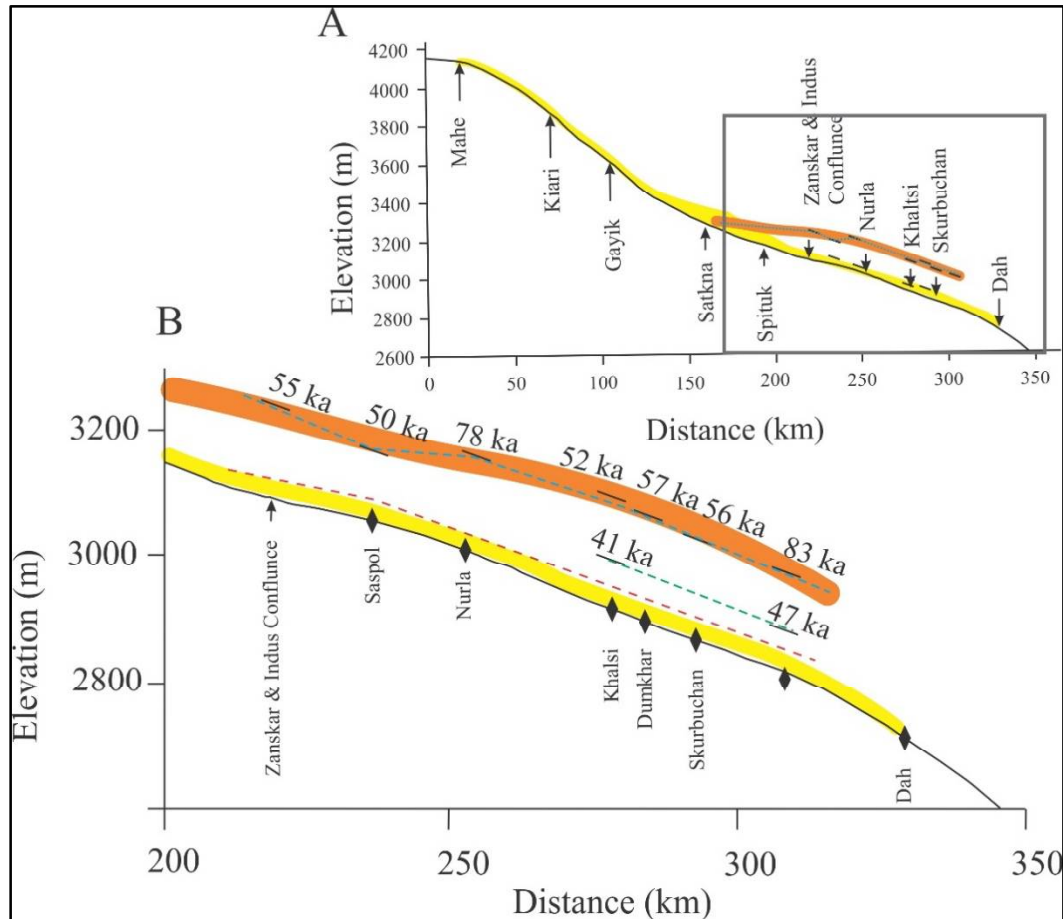 A
Elevation (m)
4200
4000
3800
3600
3400
3200
3000
2800
2600
Mahe
Kiari
Gayik
Satkna
Spituk
Zanskar & Indus
Conflunce
Nurla
Khaltsi
Skurbuchan
Dah
0
50
100
150
200
250
300
350
Distance (km)
B
Elevation (m)
3200
3000
2800
55 ka
50 ka
78 ka
52 ka
57 ka
56 ka
83 ka
41 ka
47 ka
Zanskar & Indus Conflunce
Saspol
Nurla
Khalsi
Dumkhar
Skurbuchan
Dah
200
250
300
350
Distance (km)